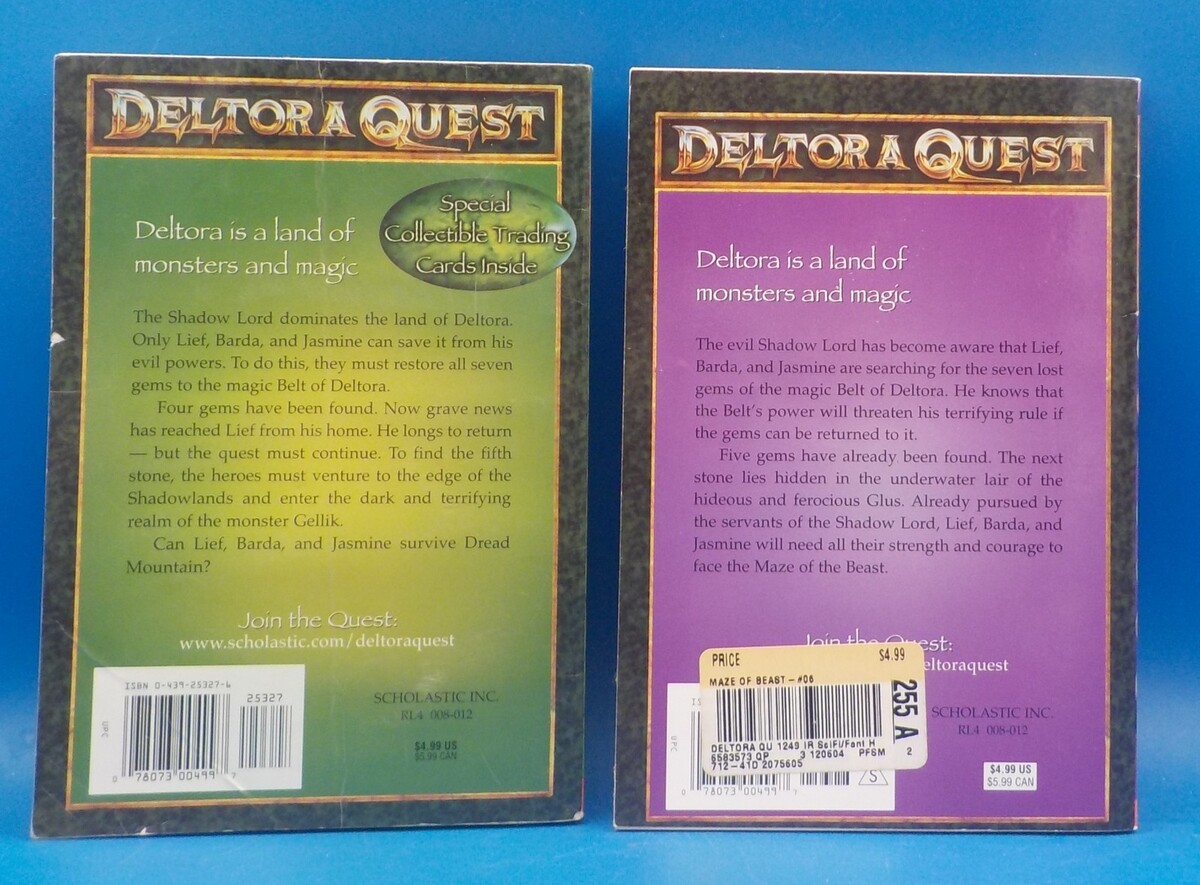 DELTORA QUEST
Deltora is a land of
monsters and magic
Special
Collectible Trading
Cards Inside
The Shadow Lord dominates the land of Deltora.
Only Lief, Barda, and Jasmine can save it from his
evil powers. To do this, they must restore all seven
gems to the magic Belt of Deltora.
Four gems have been found. Now grave news
has reached Lief from his home. He longs to return
— but the quest must continue. To find the fifth
stone, the heroes must venture to the edge of the
Shadowlands and enter the dark and terrifying
realm of the monster Gellik.
Can Lief, Barda, and Jasmine survive Dread
Mountain?
Join the Quest:
www.scholastic.com/deltoraquest
ISBN 0-439-25327-6
25327
UPC
0 78073 00499 7
SCHOLASTIC INC.
RL4 008-012
$4.99 US
$5.99 CAN
DELTORA QUEST
Deltora is a land of
monsters and magic
The evil Shadow Lord has become aware that Lief,
Barda, and Jasmine are searching for the seven lost
gems of the magic Belt of Deltora. He knows that
the Belt's power will threaten his terrifying rule if
the gems can be returned to it.
Five gems have already been found. The next
stone lies hidden in the underwater lair of the
hideous and ferocious Glus. Already pursued by
the servants of the Shadow Lord, Lief, Barda, and
Jasmine will need all their strength and courage to
face the Maze of the Beast.
Join the Quest:
eltoraquest
PRICE $4.99
MAZE OF BEAST - #06
255 A
2
DELTORA QU 1249 IR SciFi/Fant H
6583573 QP 3 120604 PFSM
712-41D 2075605
UPC
S
0 78073 00499 7
SCHOLASTIC INC.
RL4 008-012
$4.99 US
$5.99 CAN